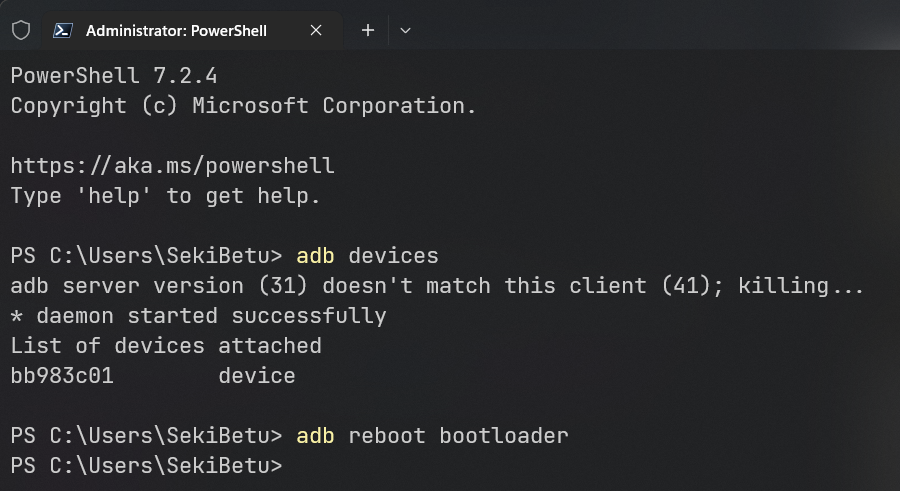 Administrator: PowerShell
PowerShell 7.2.4
Copyright (c) Microsoft Corporation.
https://aka.ms/powershell
Type 'help' to get help.
PS C:\Users\SekiBetu> adb devices
adb server version (31) doesn't match this client (41); killing...
* daemon started successfully
List of devices attached
bb983c01        device
PS C:\Users\SekiBetu> adb reboot bootloader
PS C:\Users\SekiBetu>